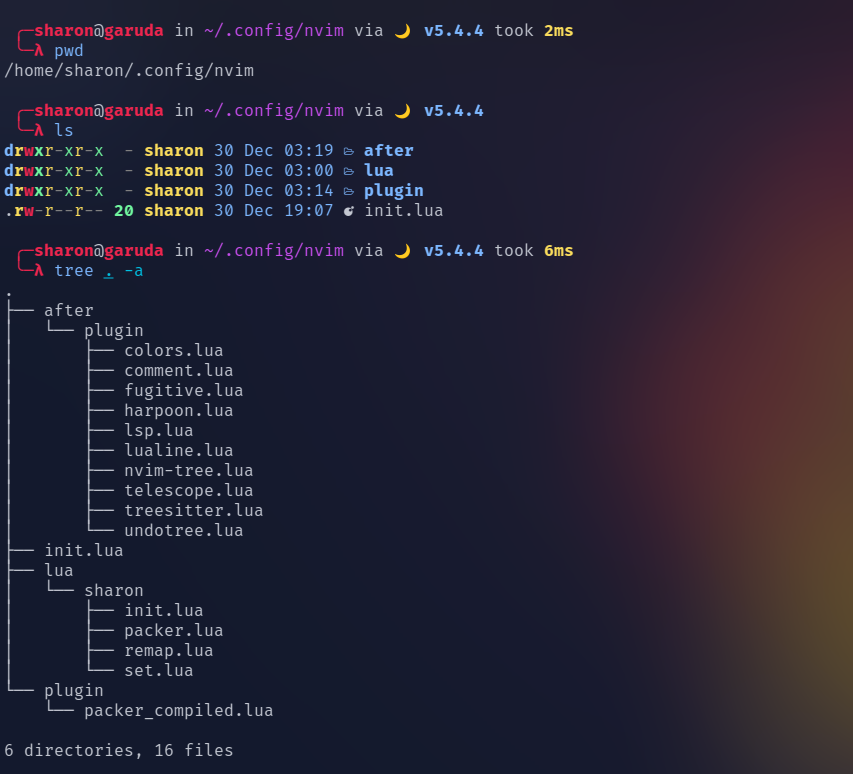 ╭─sharon@garuda in ~/.config/nvim via 🌙 v5.4.4 took 2ms
╰─λ pwd
/home/sharon/.config/nvim
╭─sharon@garuda in ~/.config/nvim via 🌙 v5.4.4
╰─λ ls
drwxr-xr-x  - sharon 30 Dec 03:19 🗁 after
drwxr-xr-x  - sharon 30 Dec 03:00 🗁 lua
drwxr-xr-x  - sharon 30 Dec 03:14 🗁 plugin
.rw-r--r-- 20 sharon 30 Dec 19:07 init.lua
╭─sharon@garuda in ~/.config/nvim via 🌙 v5.4.4 took 6ms
╰─λ tree . -a
.
├── after
│   └── plugin
│       ├── colors.lua
│       ├── comment.lua
│       ├── fugitive.lua
│       ├── harpoon.lua
│       ├── lsp.lua
│       ├── lualine.lua
│       ├── nvim-tree.lua
│       ├── telescope.lua
│       ├── treesitter.lua
│       └── undotree.lua
├── init.lua
├── lua
│   └── sharon
│       ├── init.lua
│       ├── packer.lua
│       ├── remap.lua
│       └── set.lua
└── plugin
    └── packer_compiled.lua
6 directories, 16 files